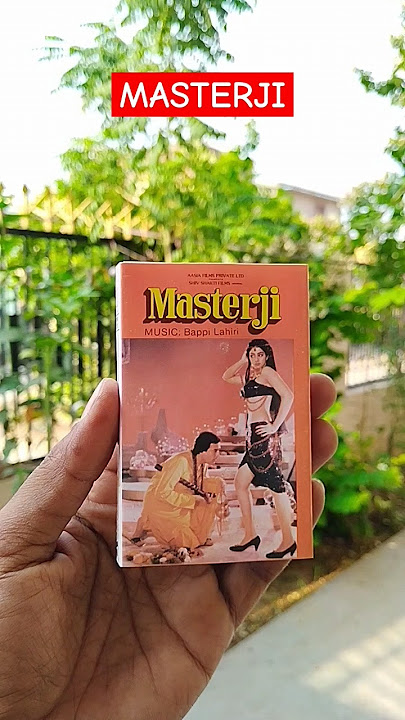 MASTERJI
AASIA FILMS PRIVATE LTD
SHIV SHAKTI FILMS
Masterji
MUSIC: Bappi Lahiri